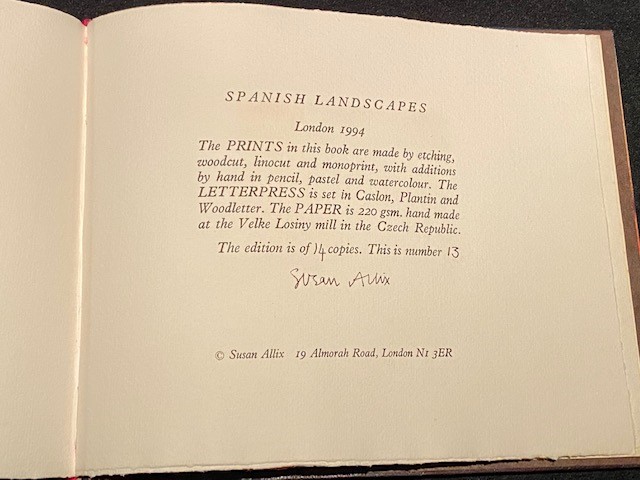 SPANISH LANDSCAPES
London 1994
The PRINTS in this book are made by etching,
woodcut, linocut and monoprint, with additions
by hand in pencil, pastel and watercolour. The
LETTERPRESS is set in Caslon, Plantin and
Woodletter. The PAPER is 220 gsm. hand made
at the Velke Losiny mill in the Czech Republic.
The edition is of 14 copies. This is number 13
Susan Allix
© Susan Allix 19 Almorah Road, London N1 3ER